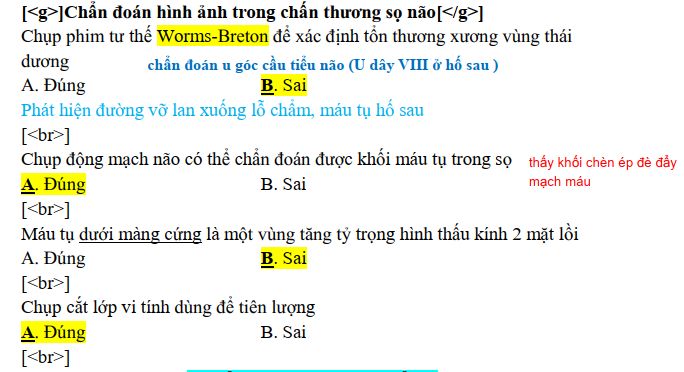 [<g>]Chẩn đoán hình ảnh trong chấn thương sọ não[</g>]
Chụp phim tư thế Worms-Breton để xác định tổn thương xương vùng thái
dương chẩn đoán u góc cầu tiểu não (U dây VIII ở hố sau )
A. Đúng B. Sai
Phát hiện đường vỡ lan xuống lỗ chẩm, máu tụ hố sau
[<br>]
Chụp động mạch não có thể chẩn đoán được khối máu tụ trong sọ thấy khối chèn ép đè đẩy
A. Đúng B. Sai mạch máu
[<br>]
Máu tụ dưới màng cứng là một vùng tăng tỷ trọng hình thấu kính 2 mặt lồi
A. Đúng B. Sai
[<br>]
Chụp cắt lớp vi tính dùng để tiên lượng
A. Đúng B. Sai
[<br>]